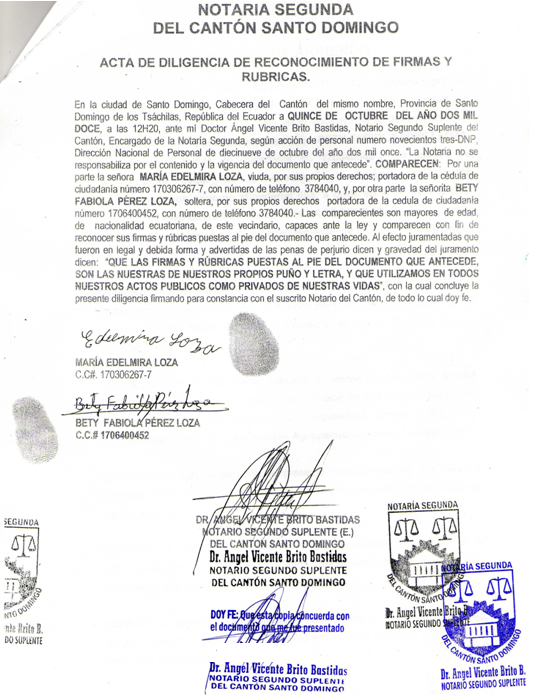 NOTARIA SEGUNDA
DEL CANTÓN SANTO DOMINGO
ACTA DE DILIGENCIA DE RECONOCIMIENTO DE FIRMAS Y
RUBRICAS.
En la ciudad de Santo Domingo, Cabecera del Cantón del mismo nombre, Provincia de Santo
Domingo de los Tsáchilas, República del Ecuador a QUINCE DE OCTUBRE DEL AÑO DOS MIL
DOCE, a las 12H20, ante mí Doctor Ángel Vicente Brito Bastidas, Notario Segundo Suplente del
Cantón, Encargado de la Notaría Segunda, según acción de personal numero novecientos tres-DNP,
Dirección Nacional de Personal de diecinueve de octubre del año dos mil once. "La Notaria no se
responsabiliza por el contenido y la vigencia del documento que antecede". COMPARECEN: Por una
parte la señora MARÍA EDELMIRA LOZA, viuda, por sus propios derechos; portadora de la cédula de
ciudadanía número 170306267-7, con número de teléfono 3784040; y, por otra parte la señorita BETY
FABIOLA PÉREZ LOZA, soltera, por sus propios derechos portadora de la cedula de ciudadanía
número 1706400452, con número de teléfono 3784040.- Las comparecientes son mayores de edad,
de nacionalidad ecuatoriana, de este vecindario, capaces ante la ley y comparecen con fin de
reconocer sus firmas y rúbricas puestas al pie del documento que antecede. Al efecto juramentadas que
fueron en legal y debida forma y advertidas de las penas de perjurio dicen y gravedad del juramento
dicen: "QUE LAS FIRMAS Y RÚBRICAS PUESTAS AL PIE DEL DOCUMENTO QUE ANTECEDE,
SON LAS NUESTRAS DE NUESTROS PROPIOS PUÑO Y LETRA, Y QUE UTILIZAMOS EN TODOS
NUESTROS ACTOS PUBLICOS COMO PRIVADOS DE NUESTRAS VIDAS", con la cual concluye la
presente diligencia firmando para constancia con el suscrito Notario del Cantón, de todo lo cual doy fe.
Edelmira Loza
MARÍA EDELMIRA LOZA
C.C#. 170306267-7
Bety Fabiola Pérez Loza
BETY FABIOLA PÉREZ LOZA
C.C.# 1706400452
DR. ANGEL VICENTE BRITO BASTIDAS
NOTARIO SEGUNDO SUPLENTE (E.)
DEL CANTON SANTO DOMINGO
Dr. Angel Vicente Brito Bastidas
NOTARIO SEGUNDO SUPLENTE
DEL CANTON SANTO DOMINGO
DOY FE: Que esta copia concuerda con
el documento que me fue presentado
Dr. Angel Vicente Brito Bastidas
NOTARIO SEGUNDO SUPLENTE
DEL CANTON SANTO DOMINGO
SEGUNDA
NTO DOMINGO
nte Brito B.
DO SUPLENTE
NOTARÍA SEGUNDA
DEL CANTÓN SANTO
Dr. Angel Vicente Brito
NOTARIO SEGUNDO SUPLENTE
NOTARÍA SEGUNDA
DEL CANTÓN SANTO DOMINGO
Dr. Angel Vicente Brito B.
NOTARIO SEGUNDO SUPLENTE